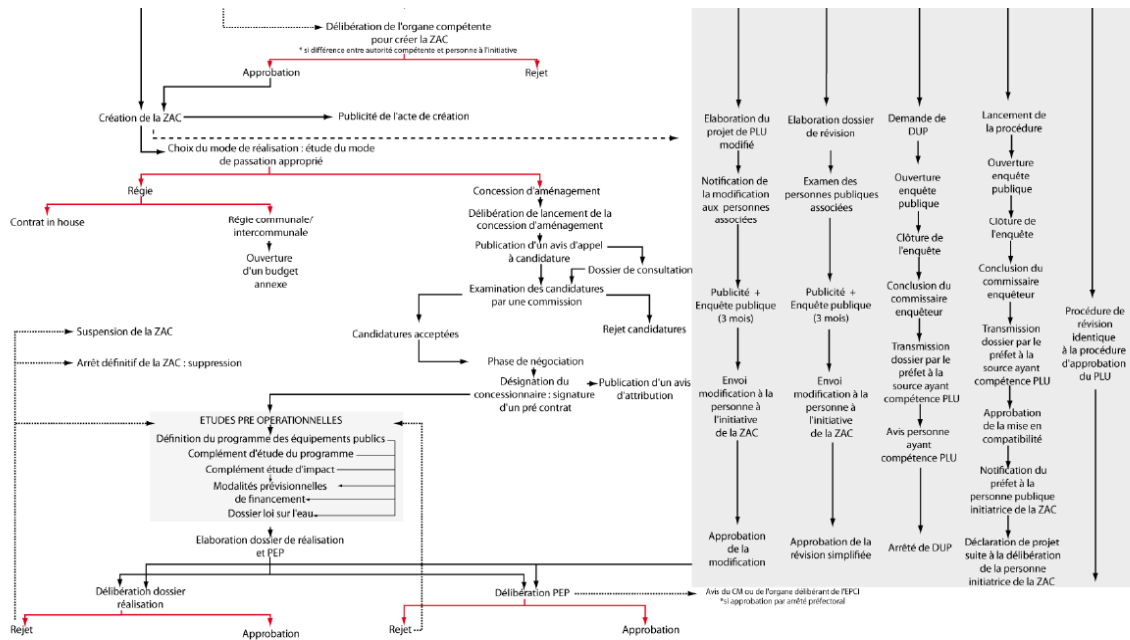 Délibération de l'organe compétente
pour créer la ZAC
* si différence entre autorité compétente et personne à l'initiative
Approbation
Rejet
Création de la ZAC
Publicité de l'acte de création
Choix du mode de réalisation : étude du mode
de passation approprié
Régie
Concession d'aménagement
Contrat in house
Régie communale/
intercommunale
Ouverture
d'un budget
annexe
Délibération de lancement de la
concession d'aménagement
Publication d'un avis d'appel
à candidature
Dossier de consultation
Examination des candidatures
par une commission
Candidatures acceptées
Rejet candidatures
Suspension de la ZAC
Arrêt définitif de la ZAC : suppression
Phase de négociation
Désignation du
concessionnaire : signature
d'un pré contrat
Publication d'un avis
d'attribution
ETUDES PRE OPERATIONNELLES
Définition du programme des équipements publics
Complément d'étude du programme
Complément étude d'impact
Modalités prévisionnelles
de financement
Dossier loi sur l'eau
Elaboration dossier de réalisation
et PEP
Délibération dossier
réalisation
Délibération PEP
Avis du CM ou de l'organe délibérant de l'EPCI
*si approbation par arrêté préfectoral
Rejet
Approbation
Rejet
Approbation
Elaboration du
projet de PLU
modifié
Notification de
la modification
aux personnes
associées
Publicité +
Enquête publique
(3 mois)
Envoi
modification à la
personne à
l'initiative
de la ZAC
Approbation
de la
modification
Elaboration dossier
de révision
Examen des
personnes publiques
associées
Publicité +
Enquête publique
(3 mois)
Envoi
modification à la
personne à
l'initiative
de la ZAC
Approbation de la
révision simplifiée
Demande de
DUP
Ouverture
enquête
publique
Clôture de
l'enquête
Conclusion du
commissaire
enquêteur
Transmission
dossier par le
préfet à la
source ayant
compétence PLU
Avis personne
ayant
compétence PLU
Arrêté de DUP
Lancement de
la procédure
Ouverture
enquête
publique
Clôture de
l'enquête
Conclusion du
commissaire
enquêteur
Transmission
dossier par le
préfet à la
source ayant
compétence PLU
Approbation
de la mise en
compatibilité
Notification du
préfet à la
personne publique
initiatrice de la ZAC
Déclaration de projet
suite à la délibération
de la personne
initiatrice de la ZAC
Procédure de
révision
identique
à la procédure
d'approbation
du PLU